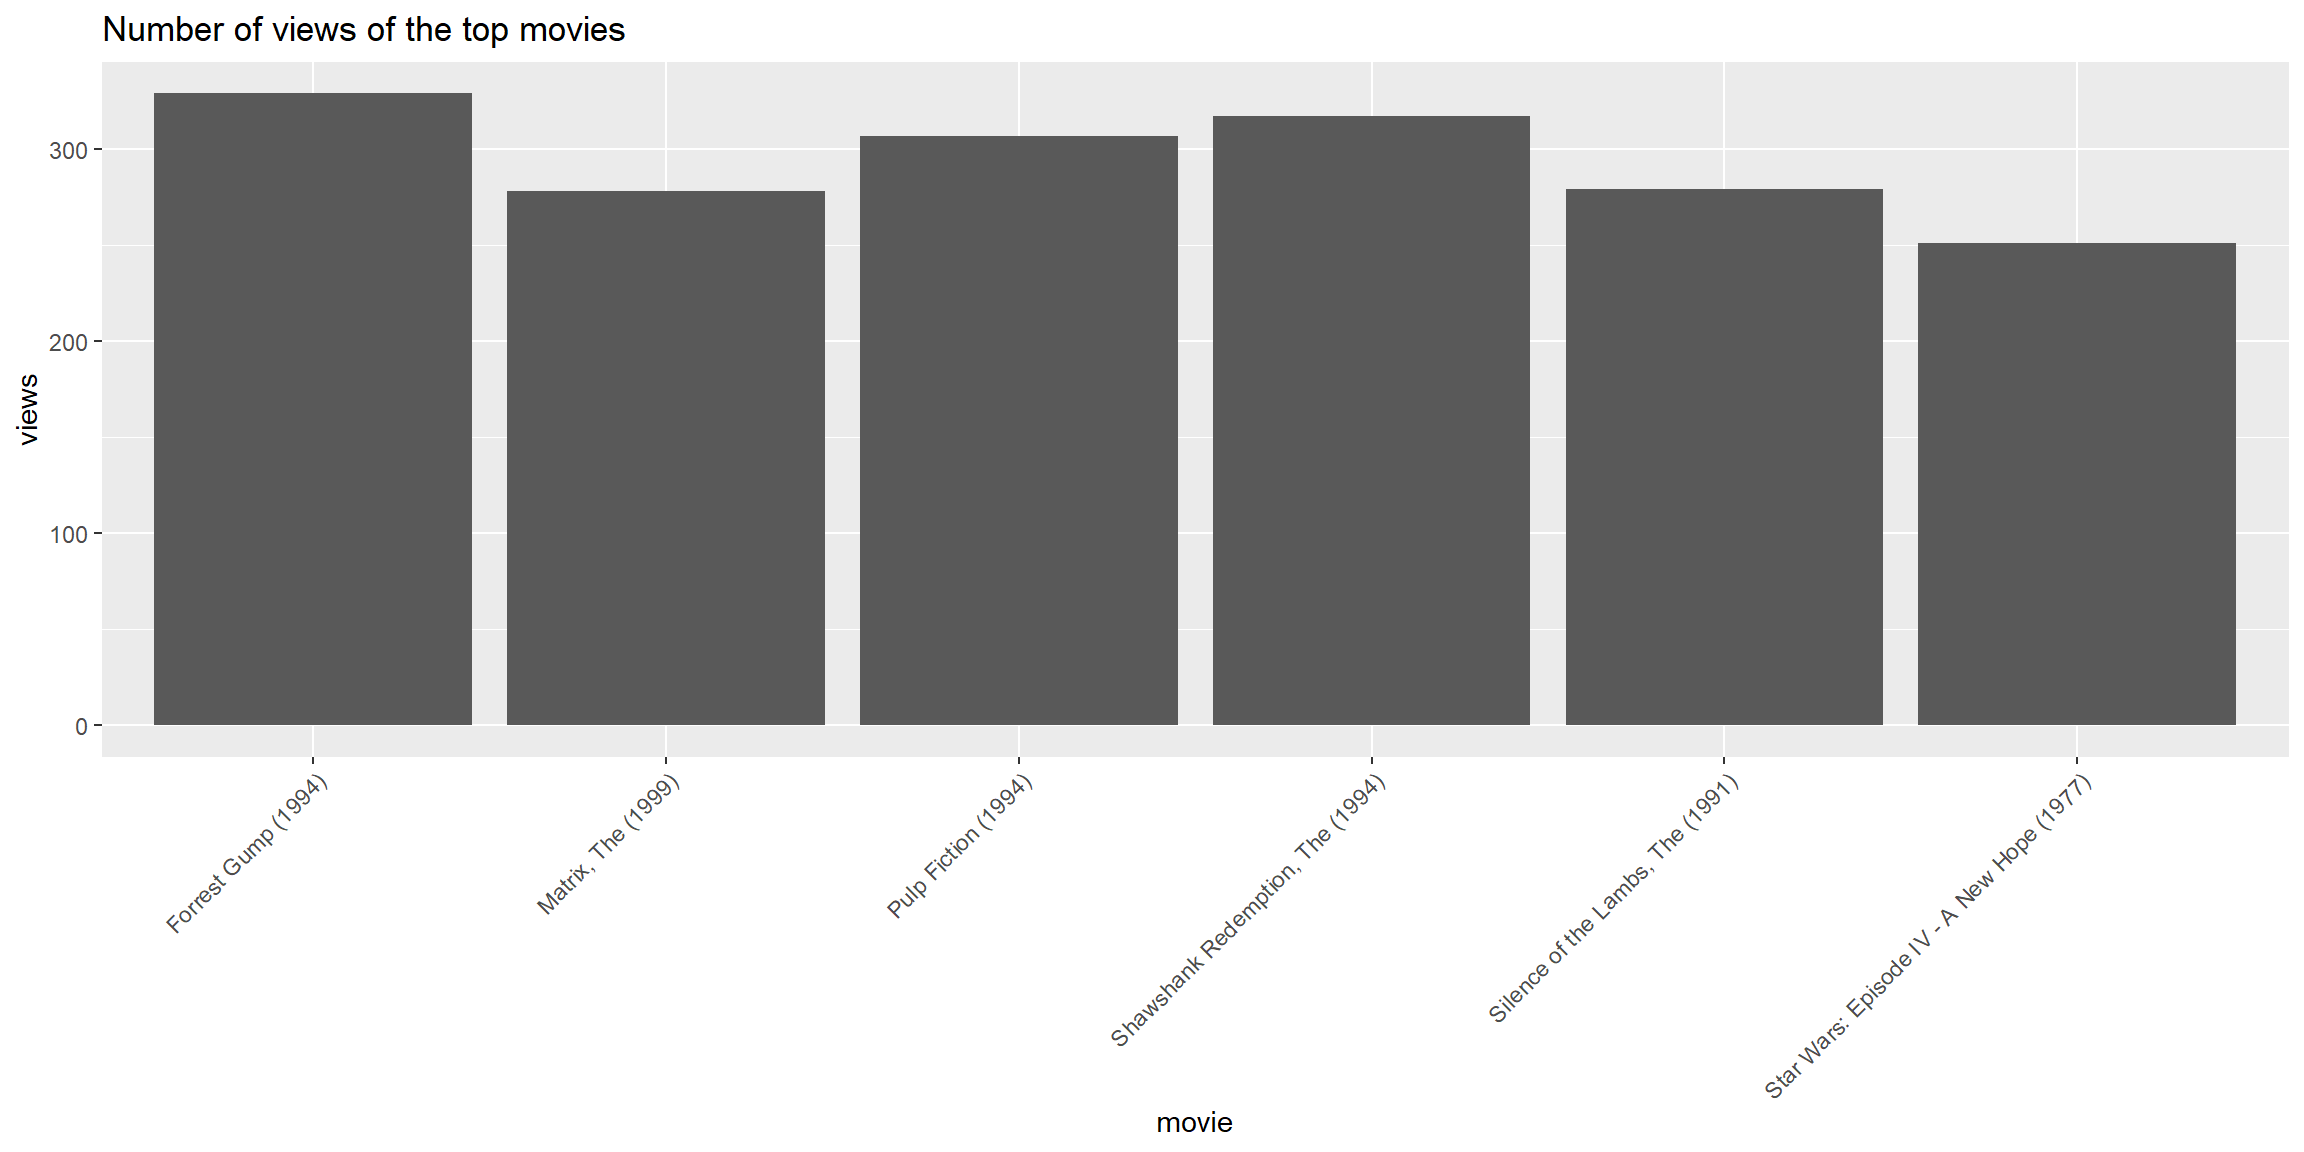 Number of views of the top movies
views
300
200
100
0
Forrest Gump (1994)
Matrix, The (1999)
Pulp Fiction (1994)
Shawshank Redemption, The (1994)
Silence of the Lambs, The (1991)
Star Wars: Episode IV - A New Hope (1977)
movie